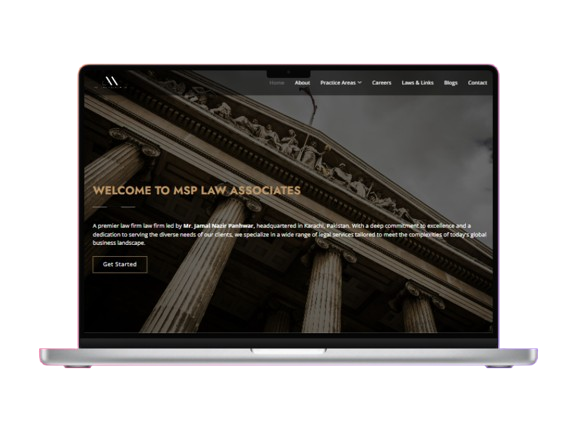 Home About Practice Areas Careers Laws & Links Blogs Contact
WELCOME TO MSP LAW ASSOCIATES
A premier law firm law firm led by Mr. Jamal Nazir Panhwar, headquartered in Karachi, Pakistan. With a deep commitment to excellence and a
dedication to serving the diverse needs of our clients, we specialize in a wide range of legal services tailored to meet the complexities of today's global
business landscape.
Get Started